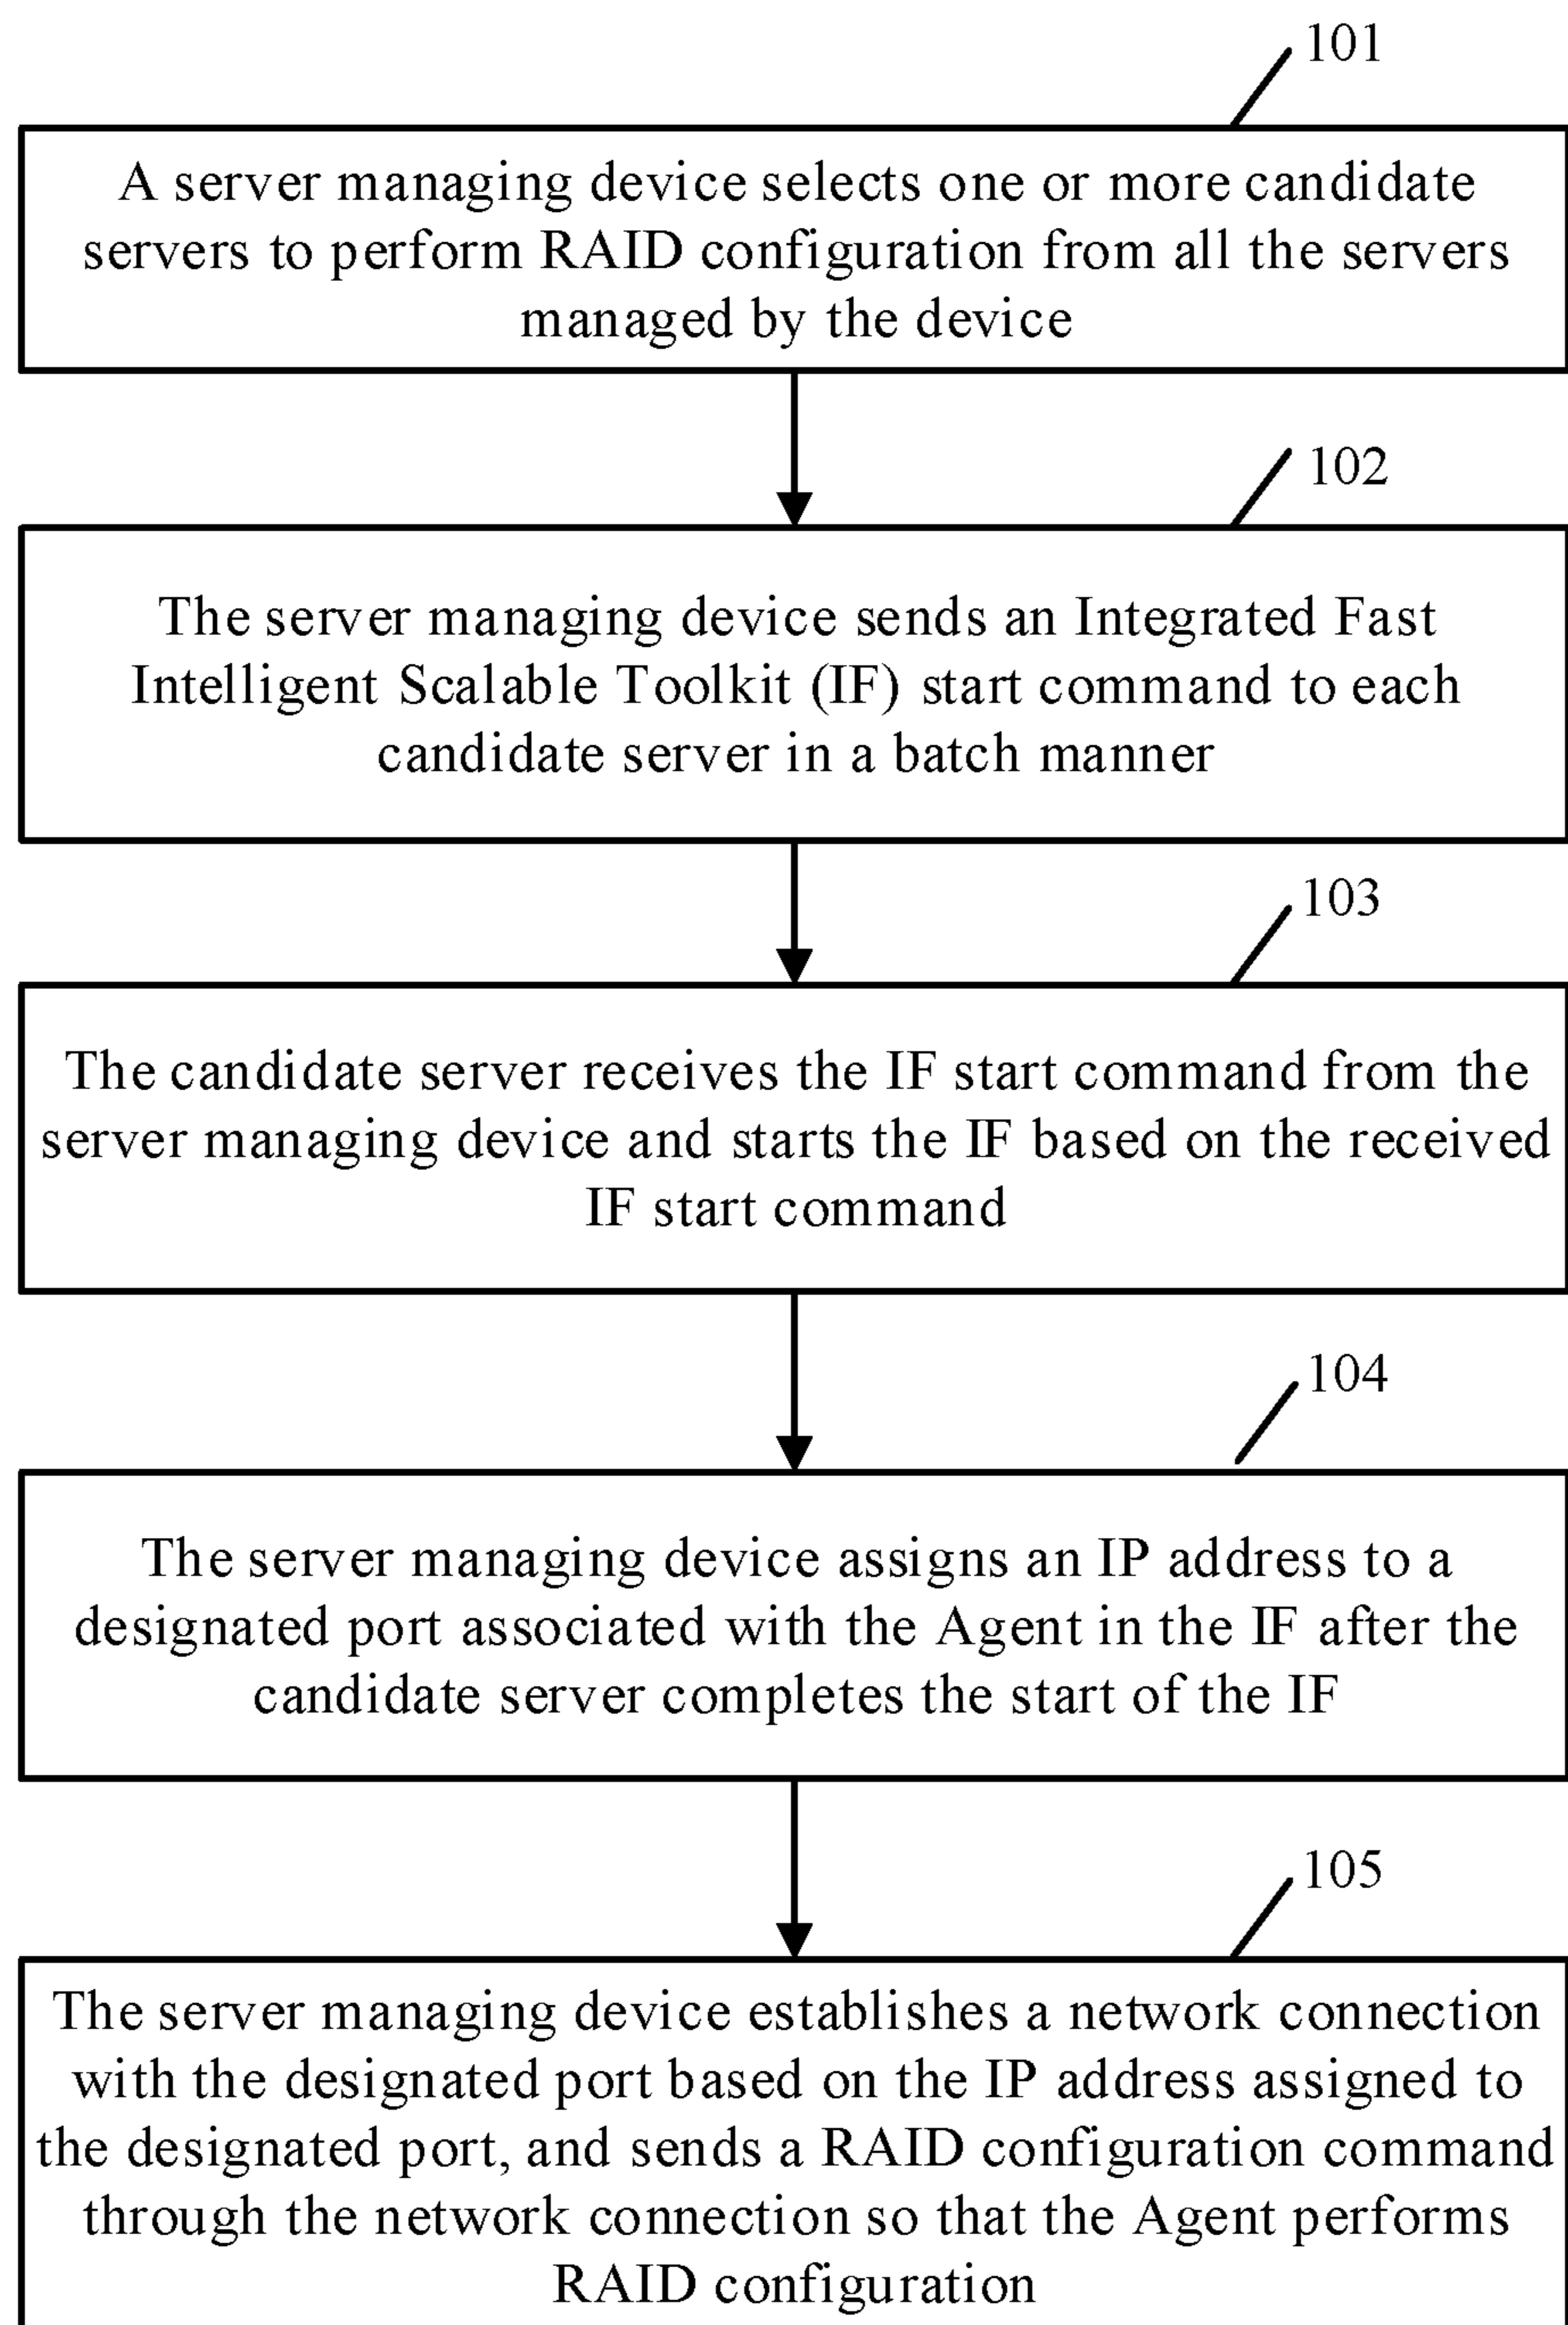 101
A server managing device selects one or more candidate
servers to perform RAID configuration from all the servers
managed by the device
102
The server managing device sends an Integrated Fast
Intelligent Scalable Toolkit (IF) start command to each
candidate server in a batch manner
103
The candidate server receives the IF start command from the
server managing device and starts the IF based on the received
IF start command
104
The server managing device assigns an IP address to a
designated port associated with the Agent in the IF after the
candidate server completes the start of the IF
105
The server managing device establishes a network connection
with the designated port based on the IP address assigned to
the designated port, and sends a RAID configuration command
through the network connection so that the Agent performs
RAID configuration